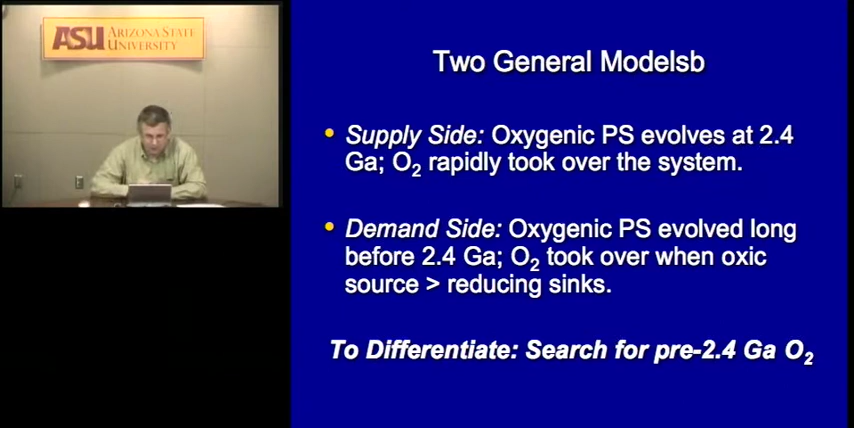 ASU ARIZONA STATE
UNIVERSITY
Two General Modelsb
• Supply Side: Oxygenic PS evolves at 2.4
Ga; O₂ rapidly took over the system.
• Demand Side: Oxygenic PS evolved long
before 2.4 Ga; O₂ took over when oxic
source > reducing sinks.
To Differentiate: Search for pre-2.4 Ga O₂